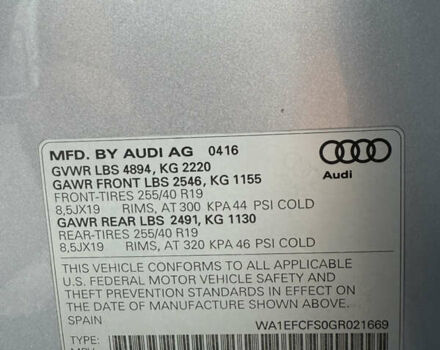 MFD. BY AUDI AG 0416
GVWR LBS 4894, KG 2220
GAWR FRONT LBS 2546, KG 1155
FRONT-TIRES 255/40 R19
8,5JX19 RIMS, AT 300 KPA 44 PSI COLD
GAWR REAR LBS 2491, KG 1130
REAR-TIRES 255/40 R19
8,5JX19 RIMS, AT 320 KPA 46 PSI COLD
Audi
THIS VEHICLE CONFORMS TO ALL APPLICABLE
U.S. FEDERAL MOTOR VEHICLE SAFETY AND
THEFT PREVENTION STANDARDS IN EFFECT ON
THE DATE OF MANUFACTURE SHOWN ABOVE.
SPAIN WA1EFCFS0GR021669
TYPE:
MPV